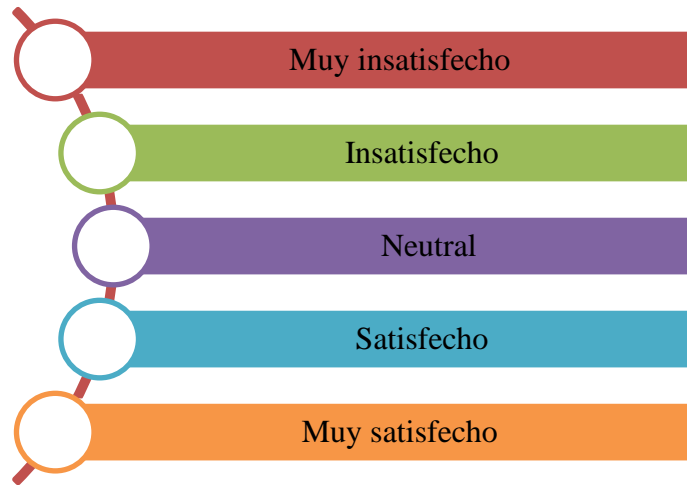 Muy insatisfecho
Insatisfecho
Neutral
Satisfecho
Muy satisfecho